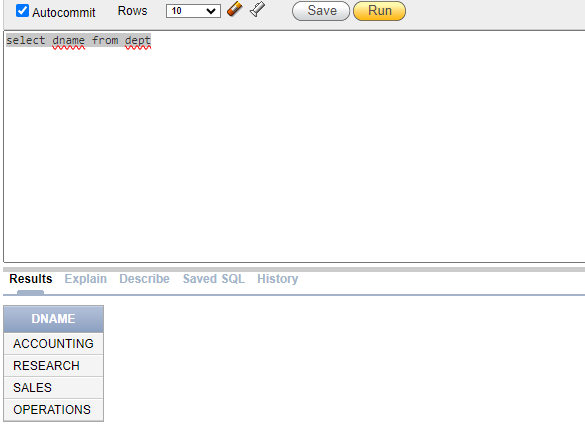 Autocommit Rows 10 Save Run
select dname from dept
Results Explain Describe Saved SQL History
DNAME
ACCOUNTING
RESEARCH
SALES
OPERATIONS